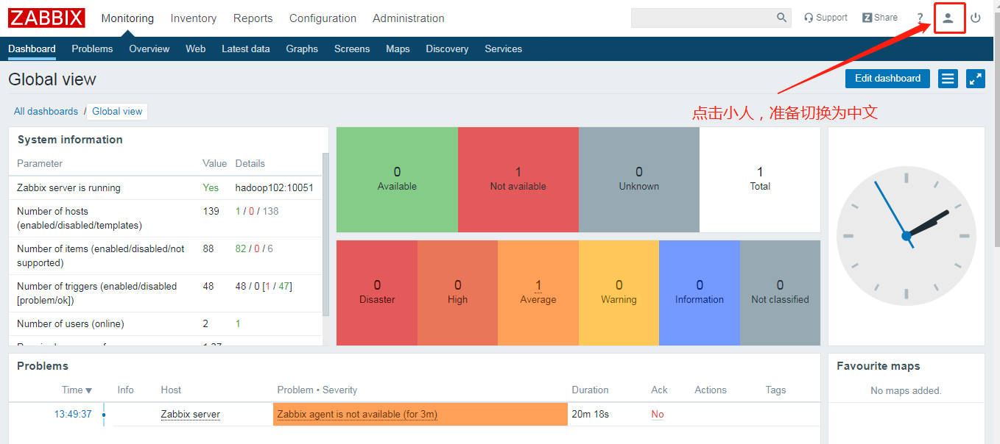 ZABBIX Monitoring Inventory Reports Configuration Administration Support Z Share ?
Dashboard Problems Overview Web Latest data Graphs Screens Maps Discovery Services
Global view Edit dashboard
All dashboards / Global view
点击小人，准备切换为中文
System information
Parameter Value Details
Zabbix server is running Yes hadoop102:10051
Number of hosts (enabled/disabled/templates) 139 1 / 0 / 138
Number of items (enabled/disabled/not supported) 88 82 / 0 / 6
Number of triggers (enabled/disabled [problem/ok]) 48 48 / 0 [1 / 47]
Number of users (online) 2 1
0 Available
1 Not available
0 Unknown
1 Total
0 Disaster
0 High
1 Average
0 Warning
0 Information
0 Not classified
Problems
Time ▼ Info Host Problem • Severity Duration Ack Actions Tags
13:49:37 Zabbix server Zabbix agent is not available (for 3m) 20m 18s No
Favourite maps
No maps added.